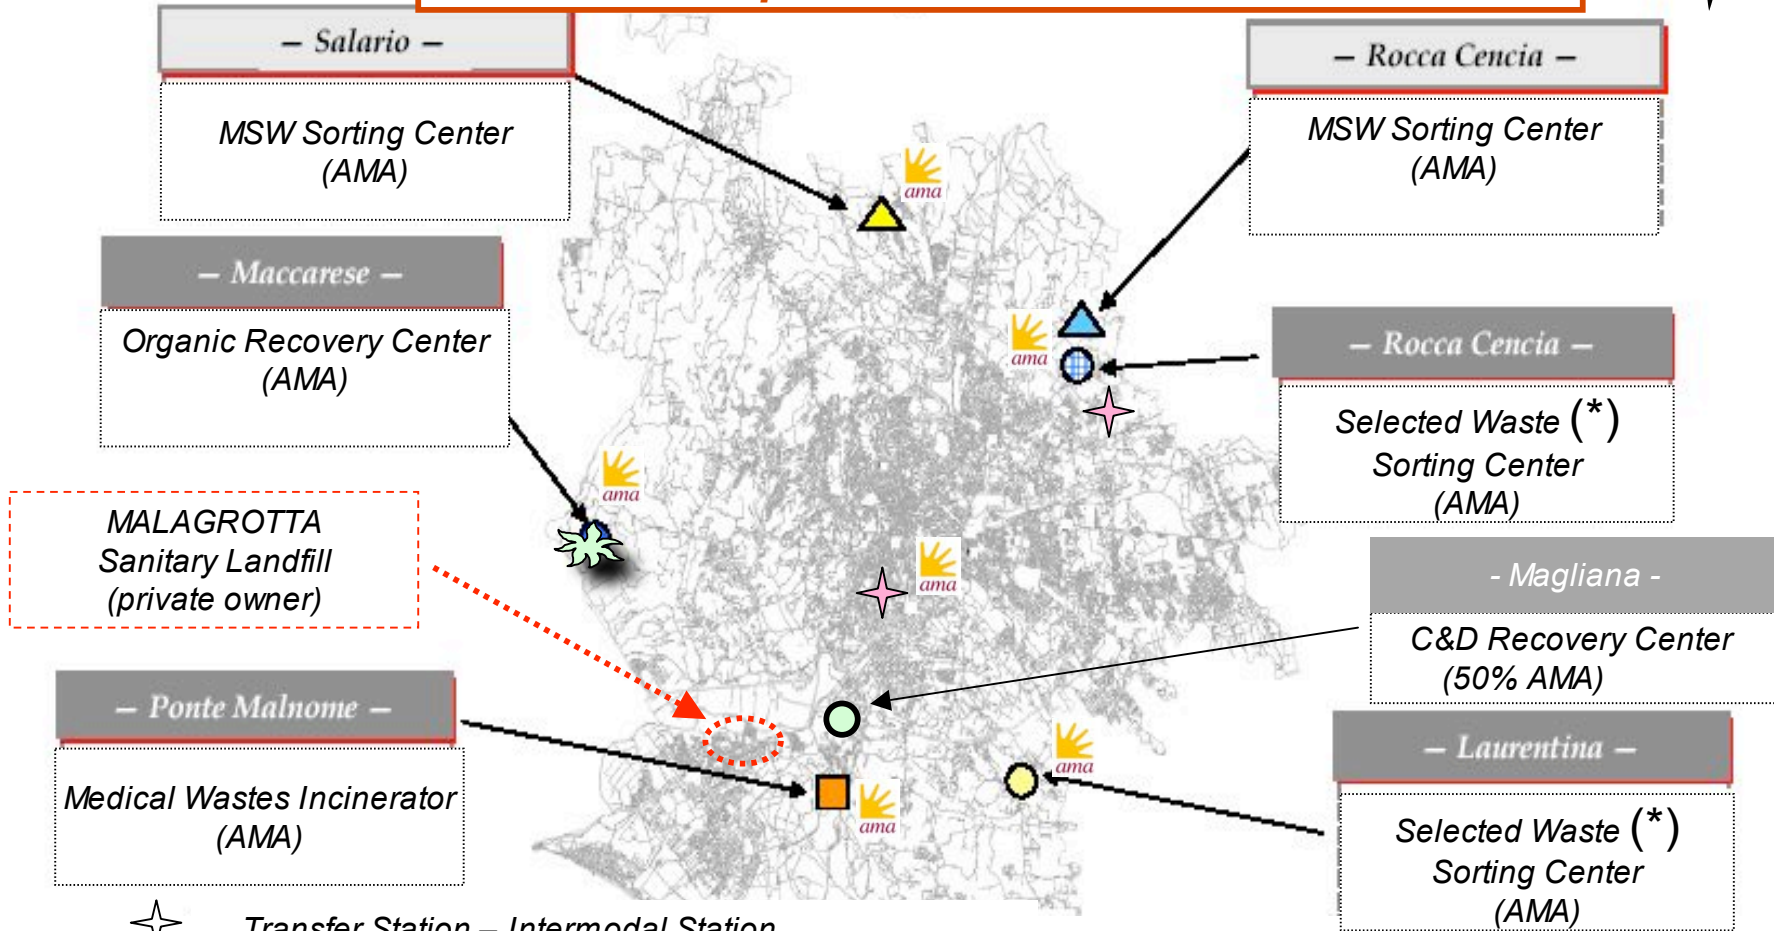 – Salario –
MSW Sorting Center
(AMA)
– Rocca Cencia –
MSW Sorting Center
(AMA)
ama
– Maccarese –
Organic Recovery Center
(AMA)
ama
– Rocca Cencia –
Selected Waste (*)
Sorting Center
(AMA)
ama
MALAGROTTA
Sanitary Landfill
(private owner)
ama
- Magliana -
C&D Recovery Center
(50% AMA)
– Ponte Malnome –
Medical Wastes Incinerator
(AMA)
ama
ama
– Laurentina –
Selected Waste (*)
Sorting Center
(AMA)
Transfer Station – Intermodal Station